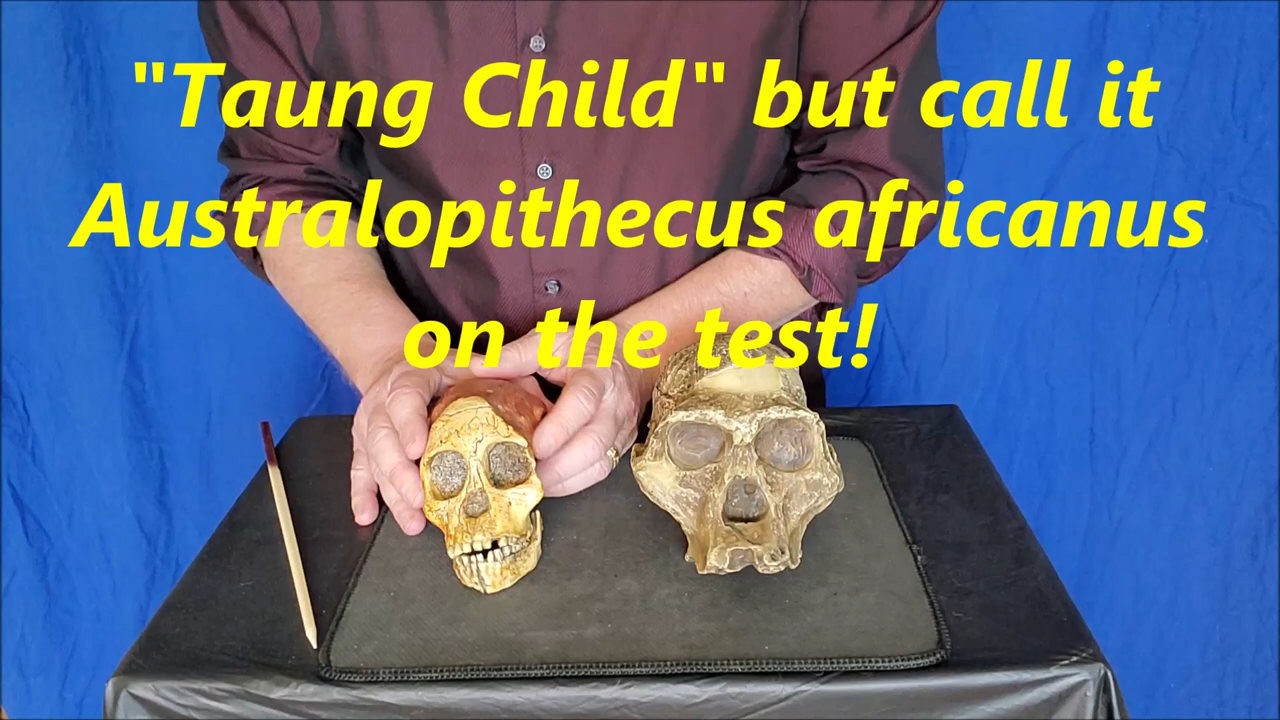 "Taung Child" but call it
Australopithecus africanus
on the test!